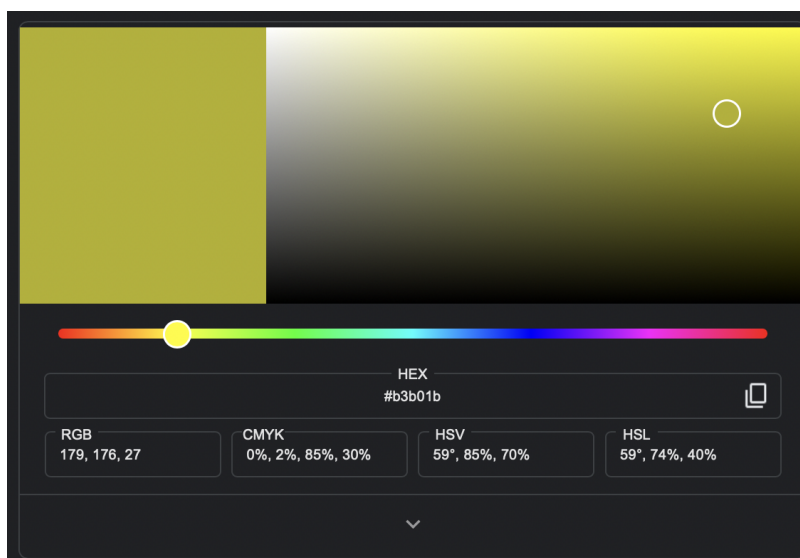 HEX
#b3b01b
RGB
179, 176, 27
CMYK
0%, 2%, 85%, 30%
HSV
59°, 85%, 70%
HSL
59°, 74%, 40%